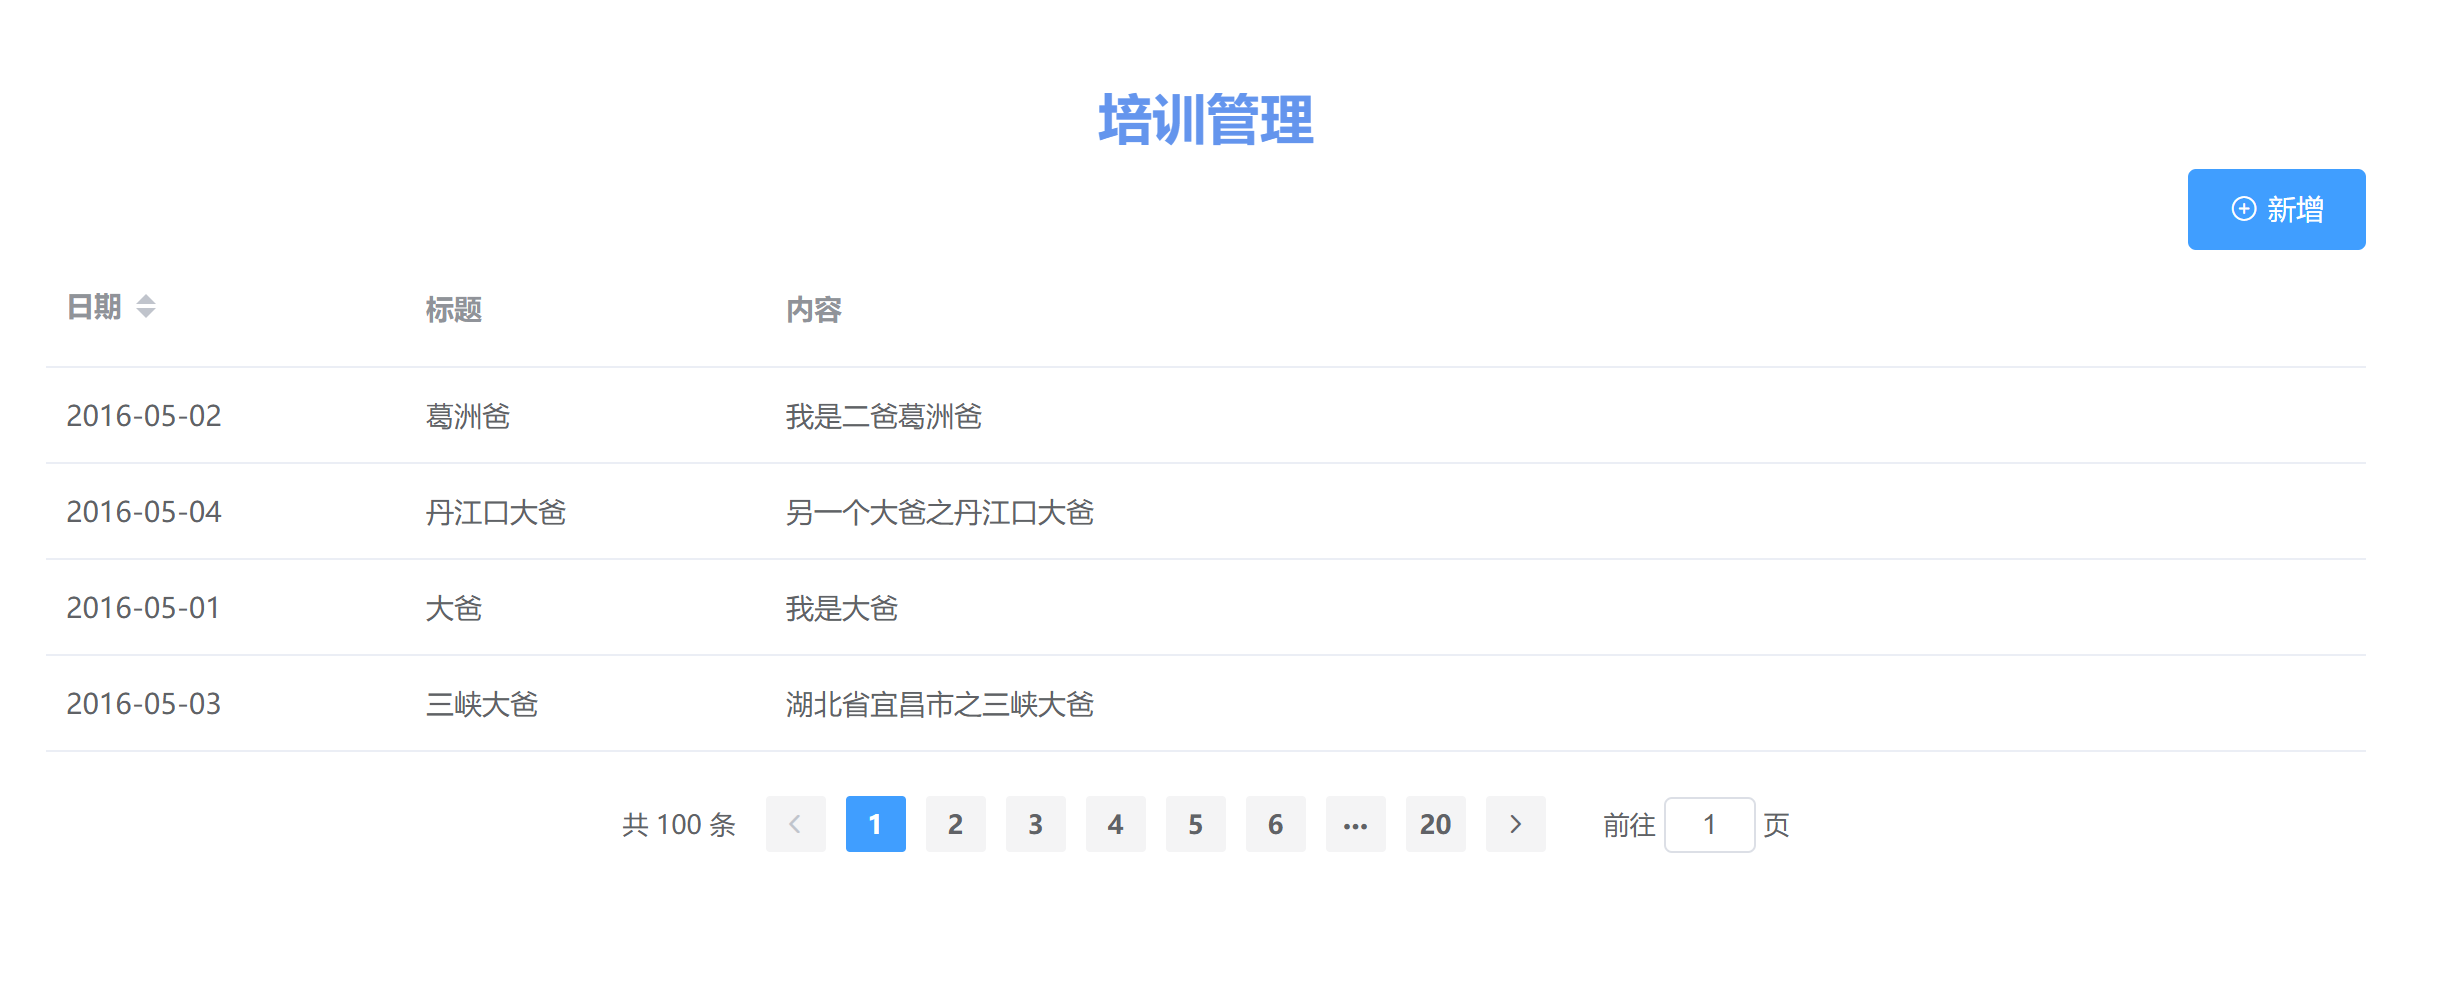 培训管理
新增
日期 标题 内容
2016-05-02 葛洲爸 我是二爸葛洲爸
2016-05-04 丹江口大爸 另一个大爸之丹江口大爸
2016-05-01 大爸 我是大爸
2016-05-03 三峡大爸 湖北省宜昌市之三峡大爸
共 100 条 1 2 3 4 5 6 ... 20 前往 1 页